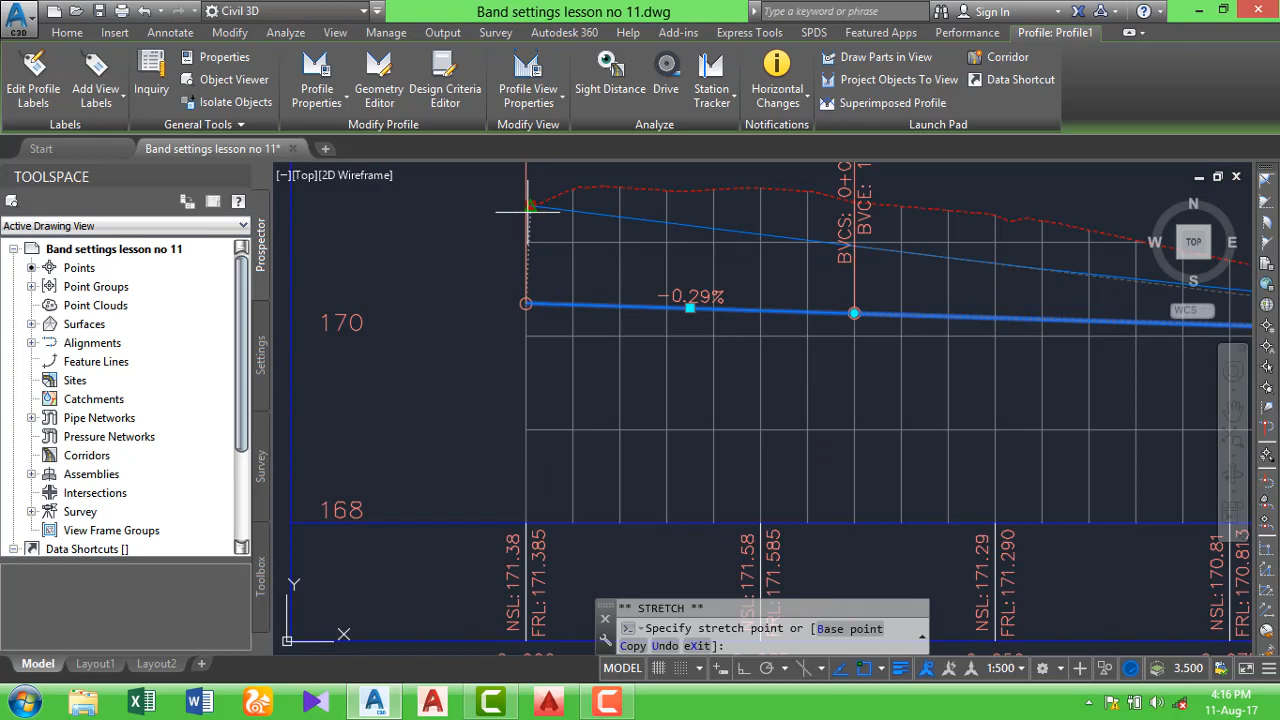 Civil 3D
Band settings lesson no 11.dwg
Type a keyword or phrase
Sign In
C3D
Home Insert Annotate Modify Analyze View Manage Output Survey Autodesk 360 Help Add-ins Express Tools SPDS Featured Apps Performance Profile: Profile1
Edit Profile Labels
Add View Labels
Labels
Inquiry
Properties
Object Viewer
Isolate Objects
General Tools
Profile Properties
Geometry Editor
Design Criteria Editor
Modify Profile
Profile View Properties
Modify View
Sight Distance
Drive
Station Tracker
Analyze
Horizontal Changes
Notifications
Draw Parts in View
Project Objects To View
Superimposed Profile
Corridor
Data Shortcut
Launch Pad
Start
Band settings lesson no 11*
TOOLSPACE
Active Drawing View
Band settings lesson no 11
Points
Point Groups
Point Clouds
Surfaces
Alignments
Feature Lines
Sites
Catchments
Pipe Networks
Pressure Networks
Corridors
Assemblies
Intersections
Survey
View Frame Groups
Data Shortcuts []
Prospector
Settings
Survey
Toolbox
[−][Top][2D Wireframe]
BVCS: 0+0
BVCE: 1
N
W TOP E
S
WCS
−0.29%
170
168
NSL: 171.38
FRL: 171.385
171.58
171.585
171.29
171.290
170.81
170.813
Y
X
** STRETCH **
Specify stretch point or [Base point
Copy Undo eXit]:
Model Layout1 Layout2
MODEL
1:500
3.500
4:16 PM
11-Aug-17